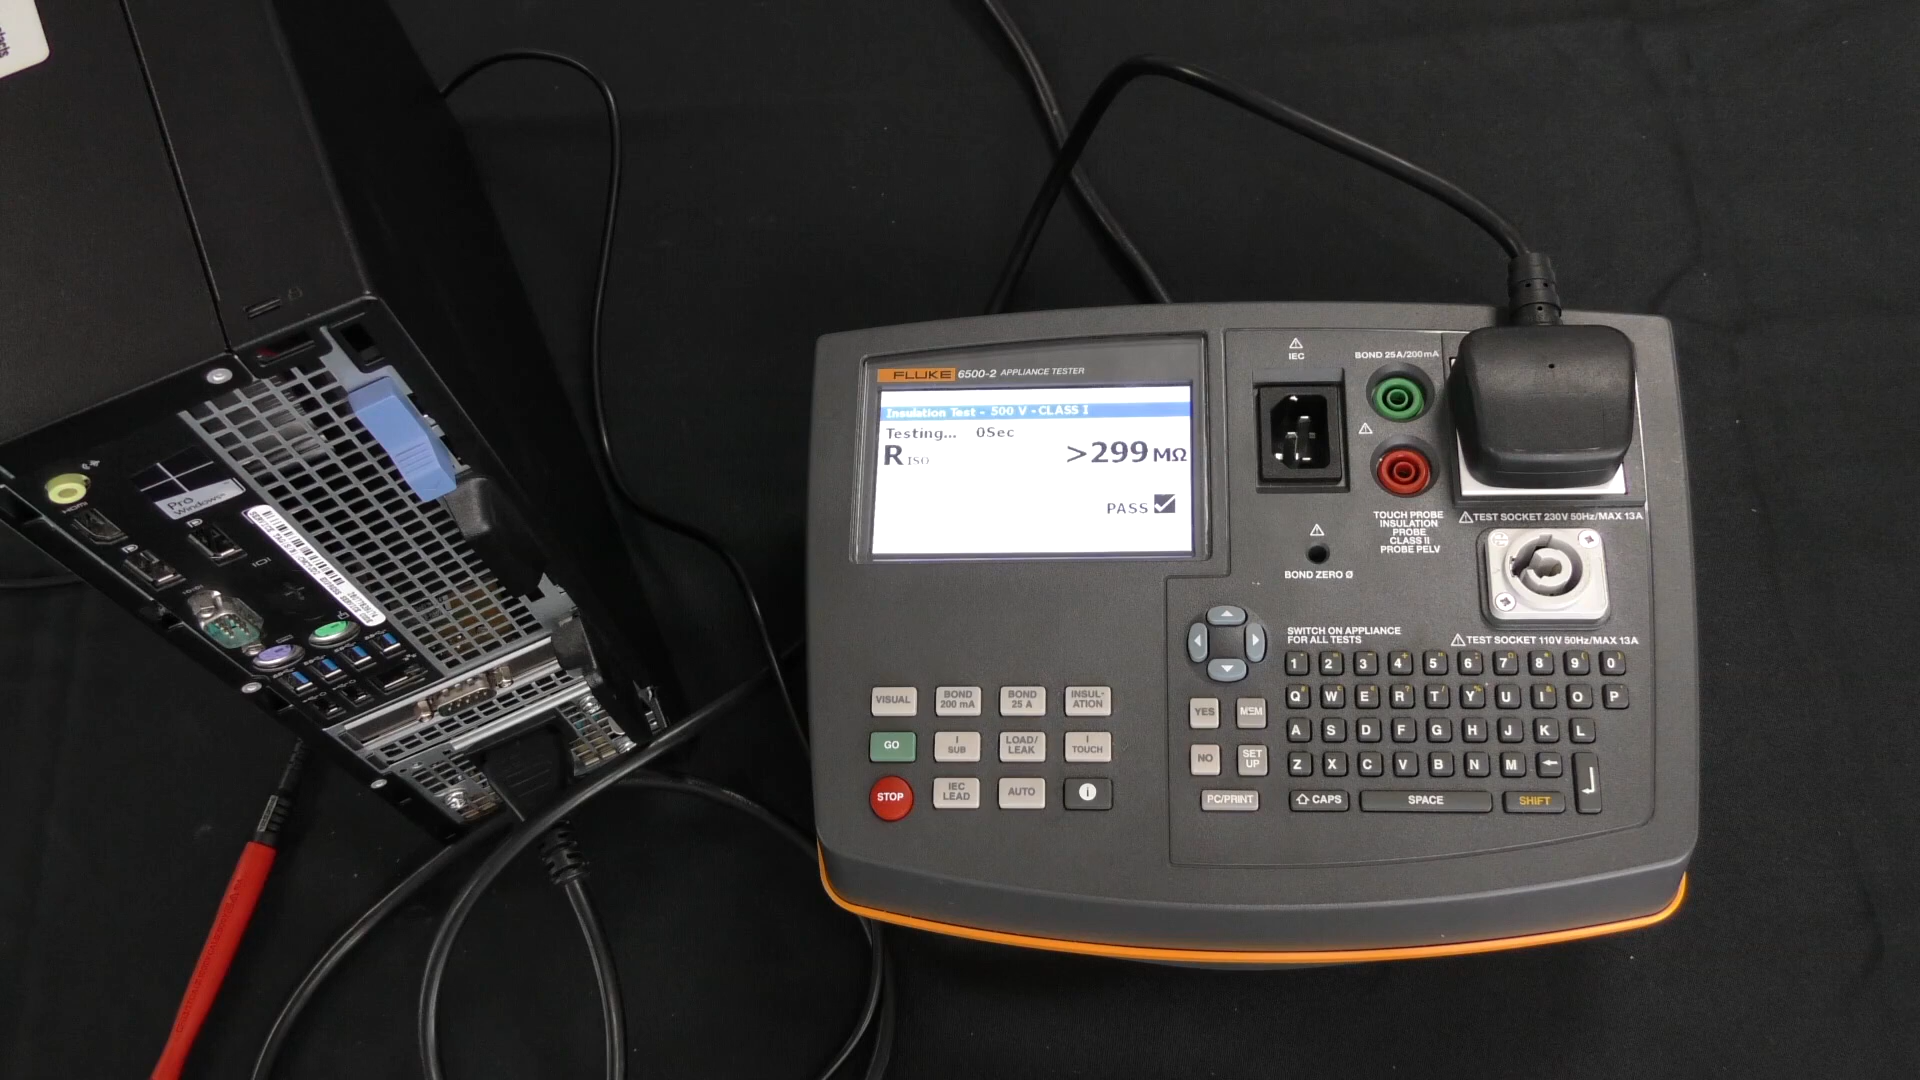 Pro
Windows
HDMI
FLUKE 6500-2 APPLIANCE TESTER
Insulation Test - 500 V - CLASS I
Testing... 0Sec
R ISO >299 MΩ
PASS
IEC
BOND 25A/200mA
TOUCH PROBE
INSULATION
PROBE
CLASS II
PROBE PELV
TEST SOCKET 230V 50Hz/MAX 13A
BOND ZERO Ø
TEST SOCKET 110V 50Hz/MAX 13A
SWITCH ON APPLIANCE
FOR ALL TESTS
VISUAL
BOND
200 mA
BOND
25 A
INSUL-
ATION
GO
I
SUB
LOAD/
LEAK
I
TOUCH
STOP
IEC
LEAD
AUTO
YES
MEM
NO
SET
UP
PC/PRINT
1 2 3 4 5 6 7 8 9 0
Q W E R T Y U I O P
A S D F G H J K L
Z X C V B N M
CAPS SPACE SHIFT